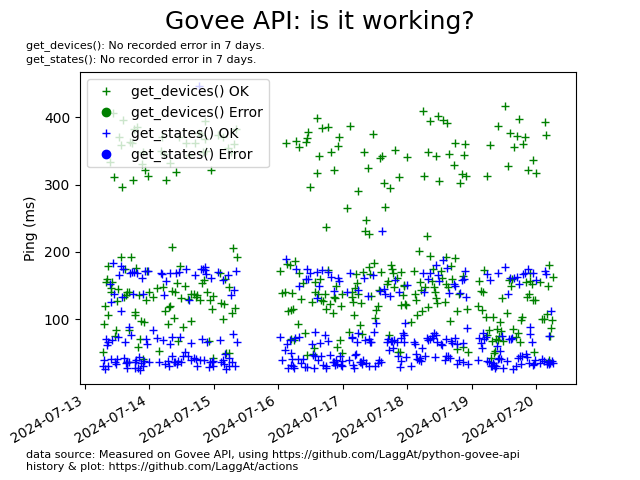 Govee API: is it working?
get_devices(): No recorded error in 7 days.
get_states(): No recorded error in 7 days.
get_devices() OK
get_devices() Error
get_states() OK
get_states() Error
Ping (ms)
400
300
200
100
2024-07-13
2024-07-14
2024-07-15
2024-07-16
2024-07-17
2024-07-18
2024-07-19
2024-07-20
data source: Measured on Govee API, using https://github.com/LaggAt/python-govee-api
history & plot: https://github.com/LaggAt/actions